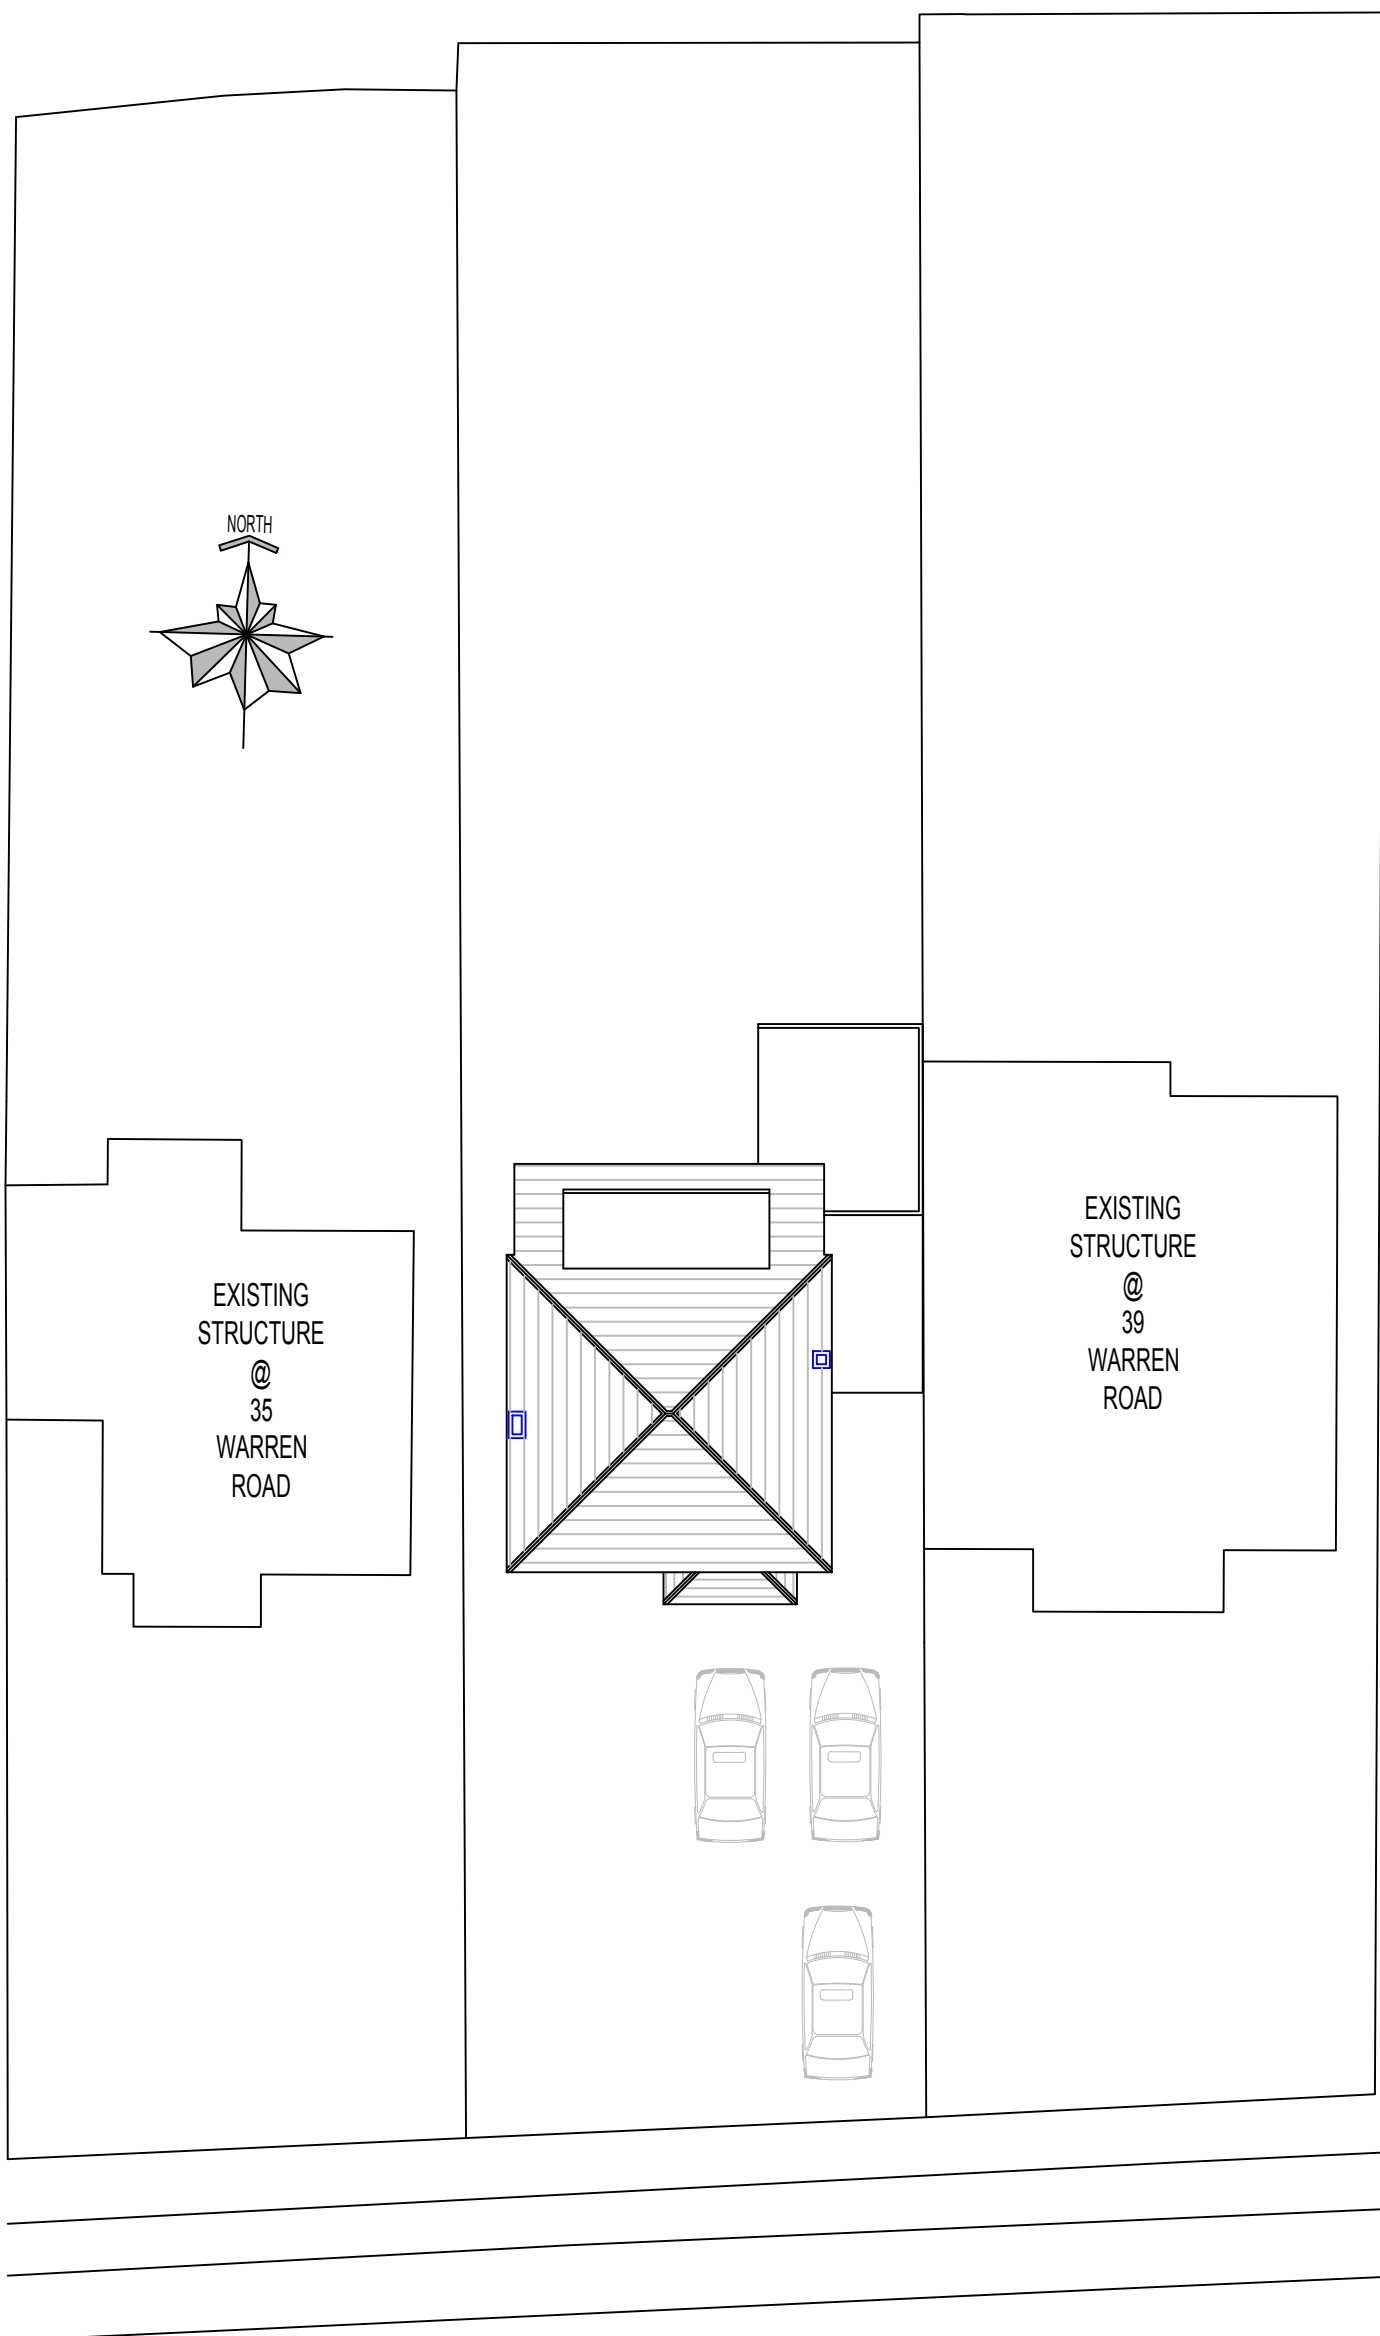 NORTH
EXISTING
STRUCTURE
@
39
WARREN
ROAD
EXISTING
STRUCTURE
@
35
WARREN
ROAD